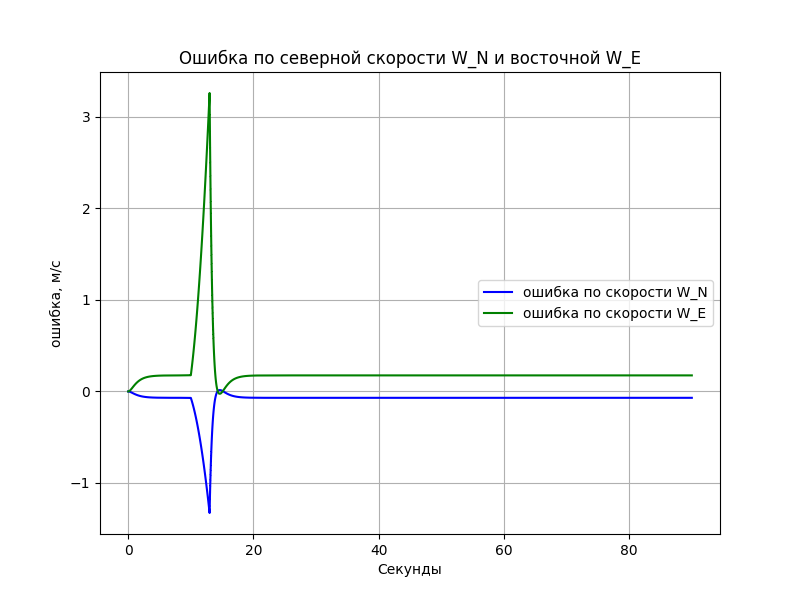 Ошибка по северной скорости W_N и восточной W_E
ошибка, м/с
3
2
1
0
−1
ошибка по скорости W_N
ошибка по скорости W_E
0 20 40 60 80
Секунды